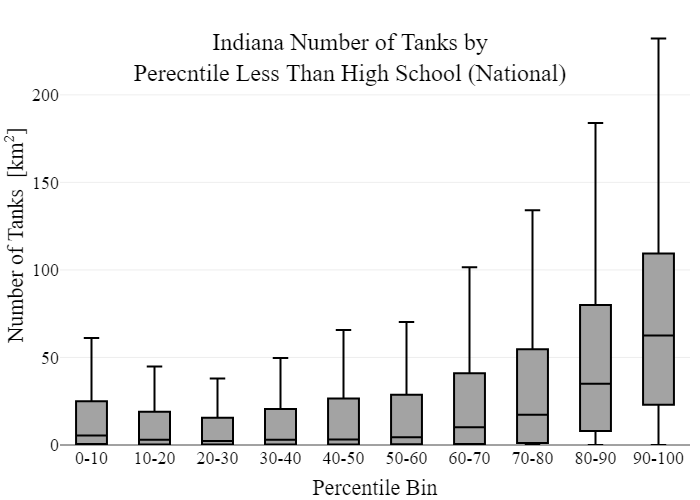 Indiana Number of Tanks by
Perecntile Less Than High School (National)
Number of Tanks [km²]
200
150
100
50
0
0-10 10-20 20-30 30-40 40-50 50-60 60-70 70-80 80-90 90-100
Percentile Bin